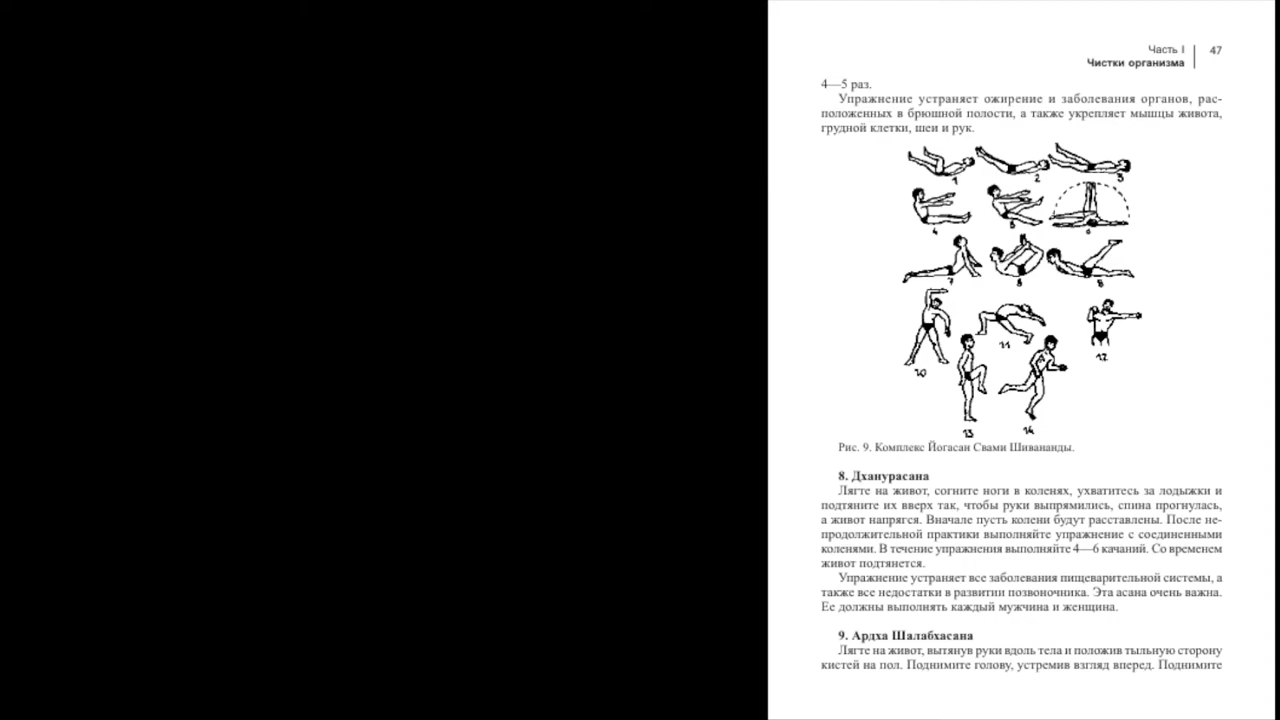 Часть I
47
Чистки организма
4—5 раз.
Упражнение устраняет ожирение и заболевания органов, рас-
положенных в брюшной полости, а также укрепляет мышцы живота,
грудной клетки, шеи и рук.
1
2
3
4
5
6
7
8
8
10
11
12
13
14
Рис. 9. Комплекс Йогасан Свами Шивананды.
8. Дханурасана
Лягте на живот, согните ноги в коленях, ухватитесь за лодыжки и
подтяните их вверх так, чтобы руки выпрямились, спина прогнулась,
а живот напрягся. Вначале пусть колени будут расставлены. После не-
продолжительной практики выполняйте упражнение с соединенными
коленями. В течение упражнения выполняйте 4—6 качаний. Со временем
живот подтянется.
Упражнение устраняет все заболевания пищеварительной системы, а
также все недостатки в развитии позвоночника. Эта асана очень важна.
Ее должны выполнять каждый мужчина и женщина.
9. Ардха Шалабхасана
Лягте на живот, вытянув руки вдоль тела и положив тыльную сторону
кистей на пол. Поднимите голову, устремив взгляд вперед. Поднимите